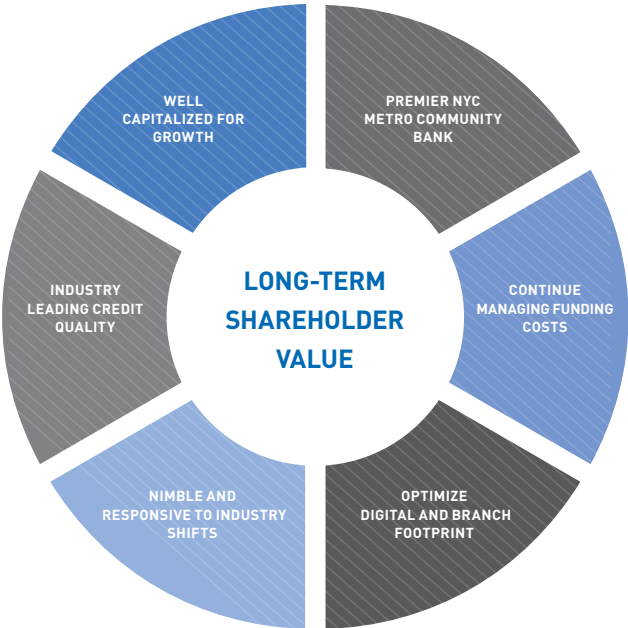 WELL
CAPITALIZED FOR
GROWTH
PREMIER NYC
METRO COMMUNITY
BANK
INDUSTRY
LEADING CREDIT
QUALITY
LONG-TERM
SHAREHOLDER
VALUE
CONTINUE
MANAGING FUNDING
COSTS
NIMBLE AND
RESPONSIVE TO INDUSTRY
SHIFTS
OPTIMIZE
DIGITAL AND BRANCH
FOOTPRINT